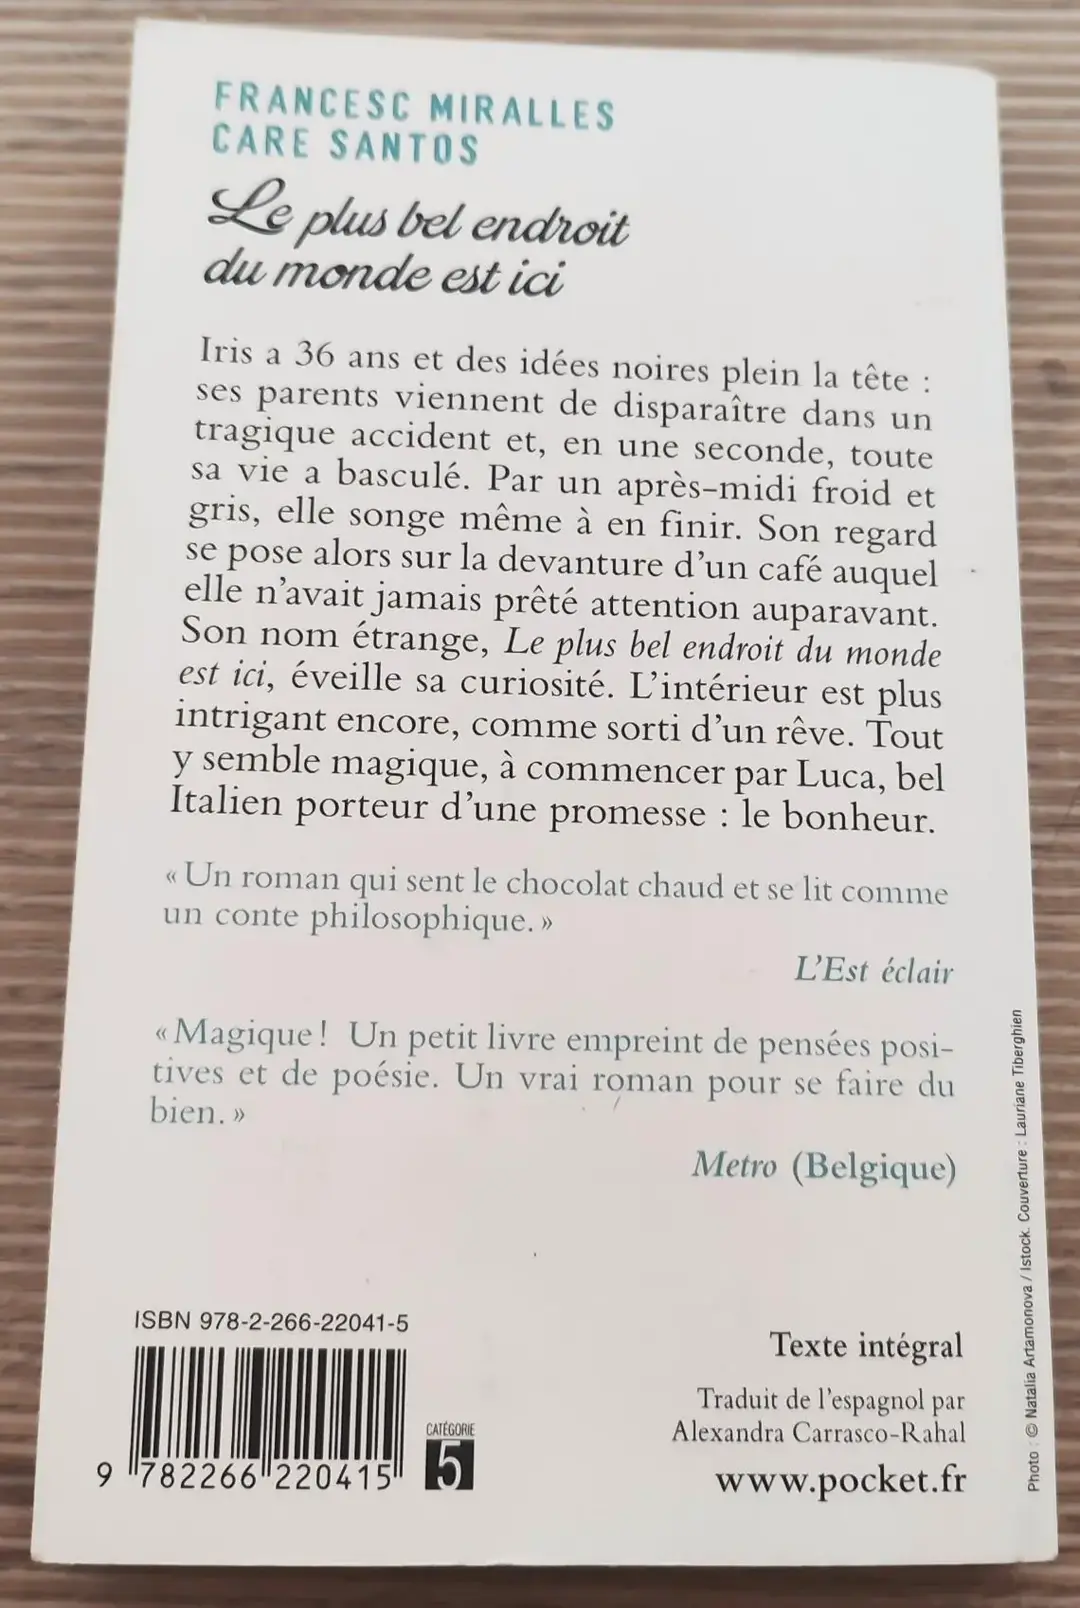 FRANCESC MIRALLES
CARE SANTOS
Le plus bel endroit
du monde est ici
Iris a 36 ans et des idées noires plein la tête :
ses parents viennent de disparaître dans un
tragique accident et, en une seconde, toute
sa vie a basculé. Par un après-midi froid et
gris, elle songe même à en finir. Son regard
se pose alors sur la devanture d'un café auquel
elle n'avait jamais prêté attention auparavant.
Son nom étrange, Le plus bel endroit du monde
est ici, éveille sa curiosité. L'intérieur est plus
intrigant encore, comme sorti d'un rêve. Tout
y semble magique, à commencer par Luca, bel
Italien porteur d'une promesse : le bonheur.
« Un roman qui sent le chocolat chaud et se lit comme
un conte philosophique. »
L'Est éclair
« Magique ! Un petit livre empreint de pensées posi-
tives et de poésie. Un vrai roman pour se faire du
bien. »
Metro (Belgique)
ISBN 978-2-266-22041-5
9 782266 220415
CATÉGORIE
5
Texte intégral
Traduit de l'espagnol par
Alexandra Carrasco-Rahal
www.pocket.fr
Photo : © Natalia Artamonova / Istock. Couverture : Lauriane Tiberghien